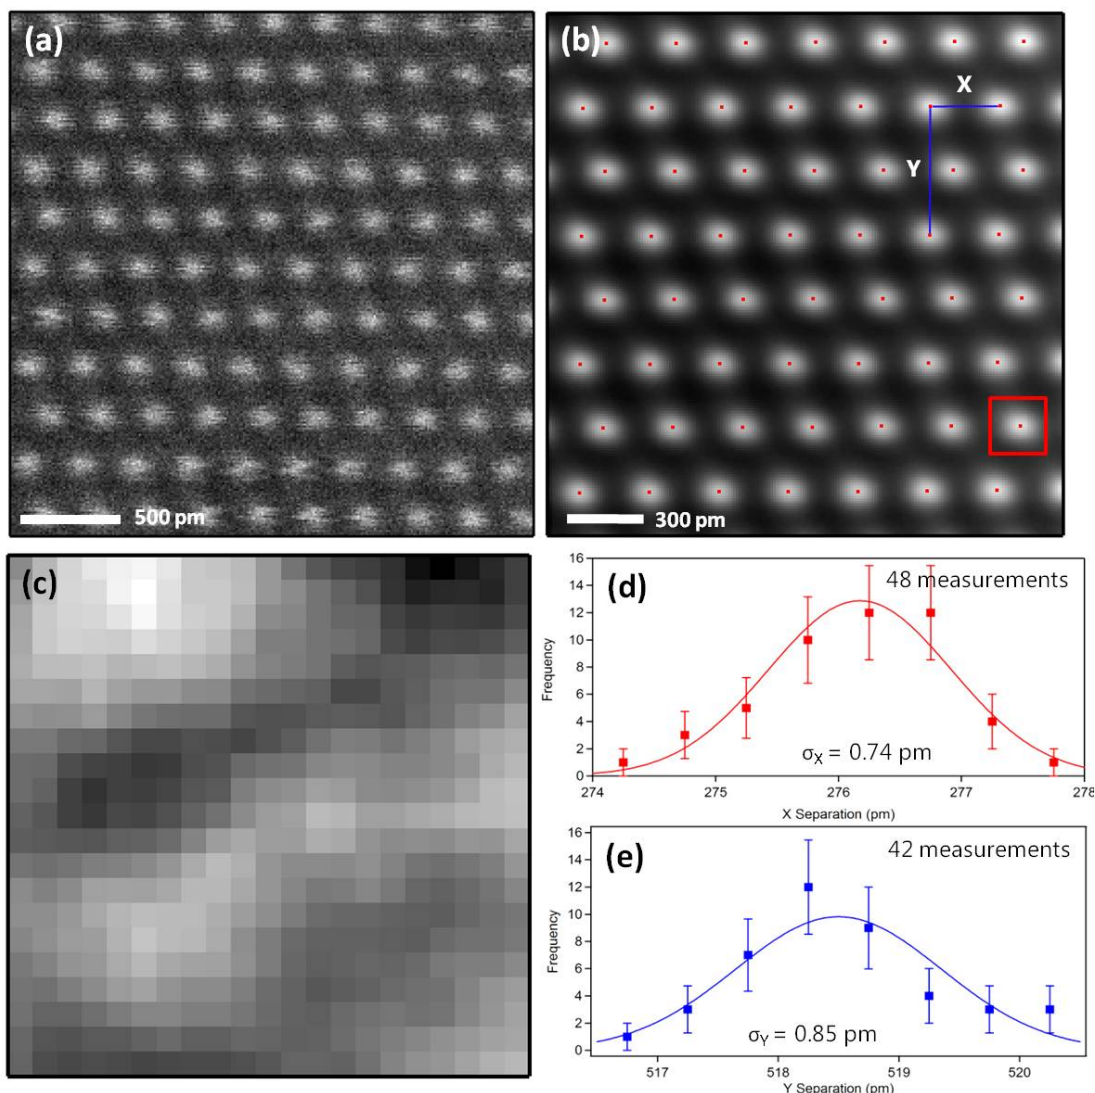 (a)
500 pm
(b)
X
Y
300 pm
(c)
(d)
48 measurements
16
14
12
10
8
6
4
2
0
Frequency
σX = 0.74 pm
274
275
276
277
278
X Separation (pm)
(e)
42 measurements
16
14
12
10
8
6
4
2
0
Frequency
σY = 0.85 pm
517
518
519
520
Y Separation (pm)